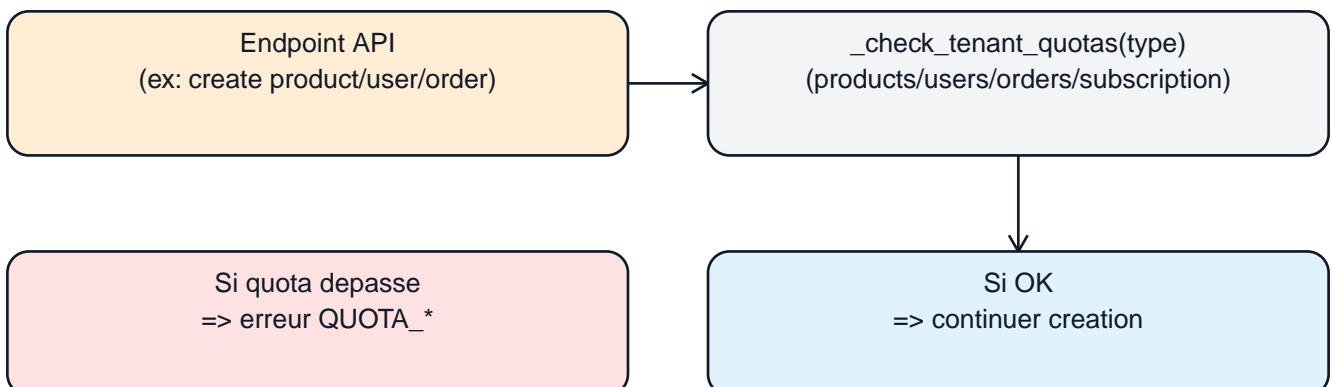 Endpoint API
(ex: create product/user/order)
_check_tenant_quotas(type)
(products/users/orders/subscription)
Si quota depasse
=> erreur QUOTA_*
Si OK
=> continuer creation